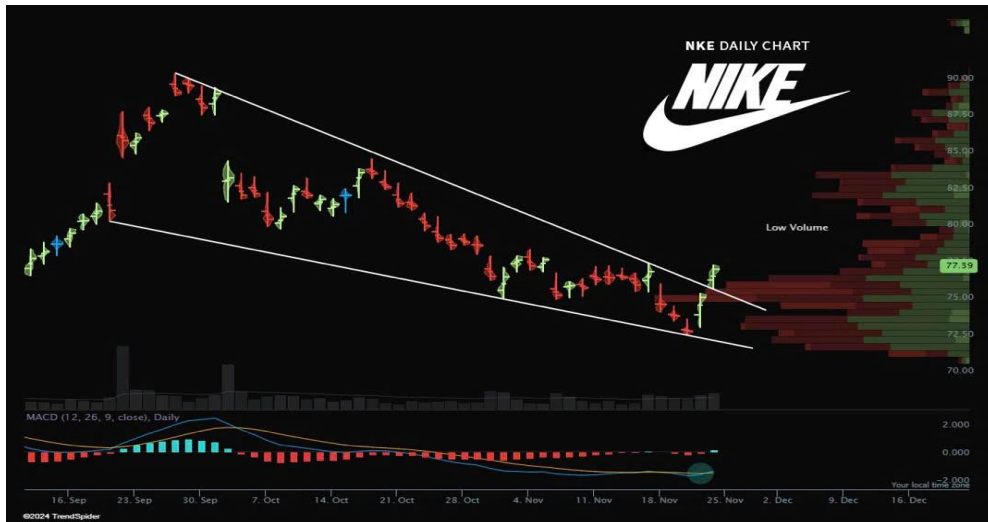 NKE DAILY CHART
NIKE
90.00
87.50
85.00
82.50
Low Volume
80.00
77.39
75.00
72.50
70.00
MACD (12, 26, 9, close), Daily
2.000
0.000
-2.000
Your local time zone
16. Sep 23. Sep 30. Sep 7. Oct 14. Oct 21. Oct 28. Oct 4. Nov 11. Nov 18. Nov 25. Nov 2. Dec 9. Dec 16. Dec
©2024 TrendSpider